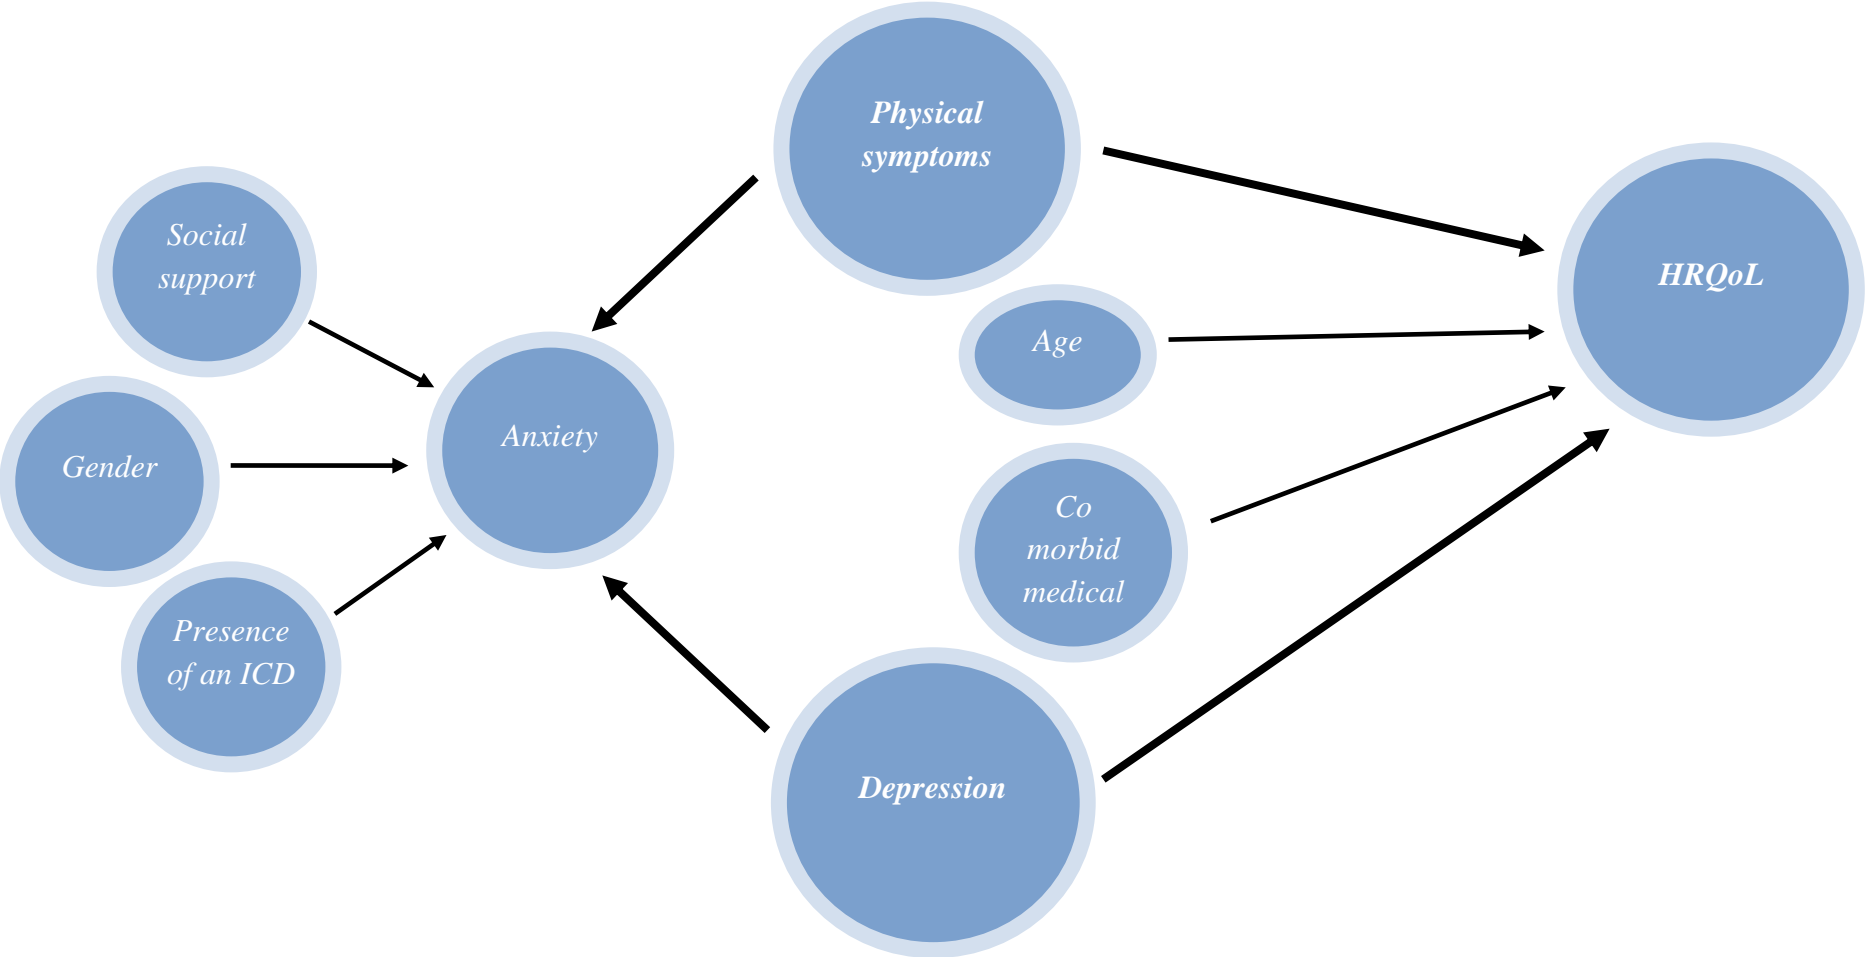 Physical
symptoms
Social
support
HRQoL
Age
Anxiety
Gender
Co
morbid
medical
Presence
of an ICD
Depression